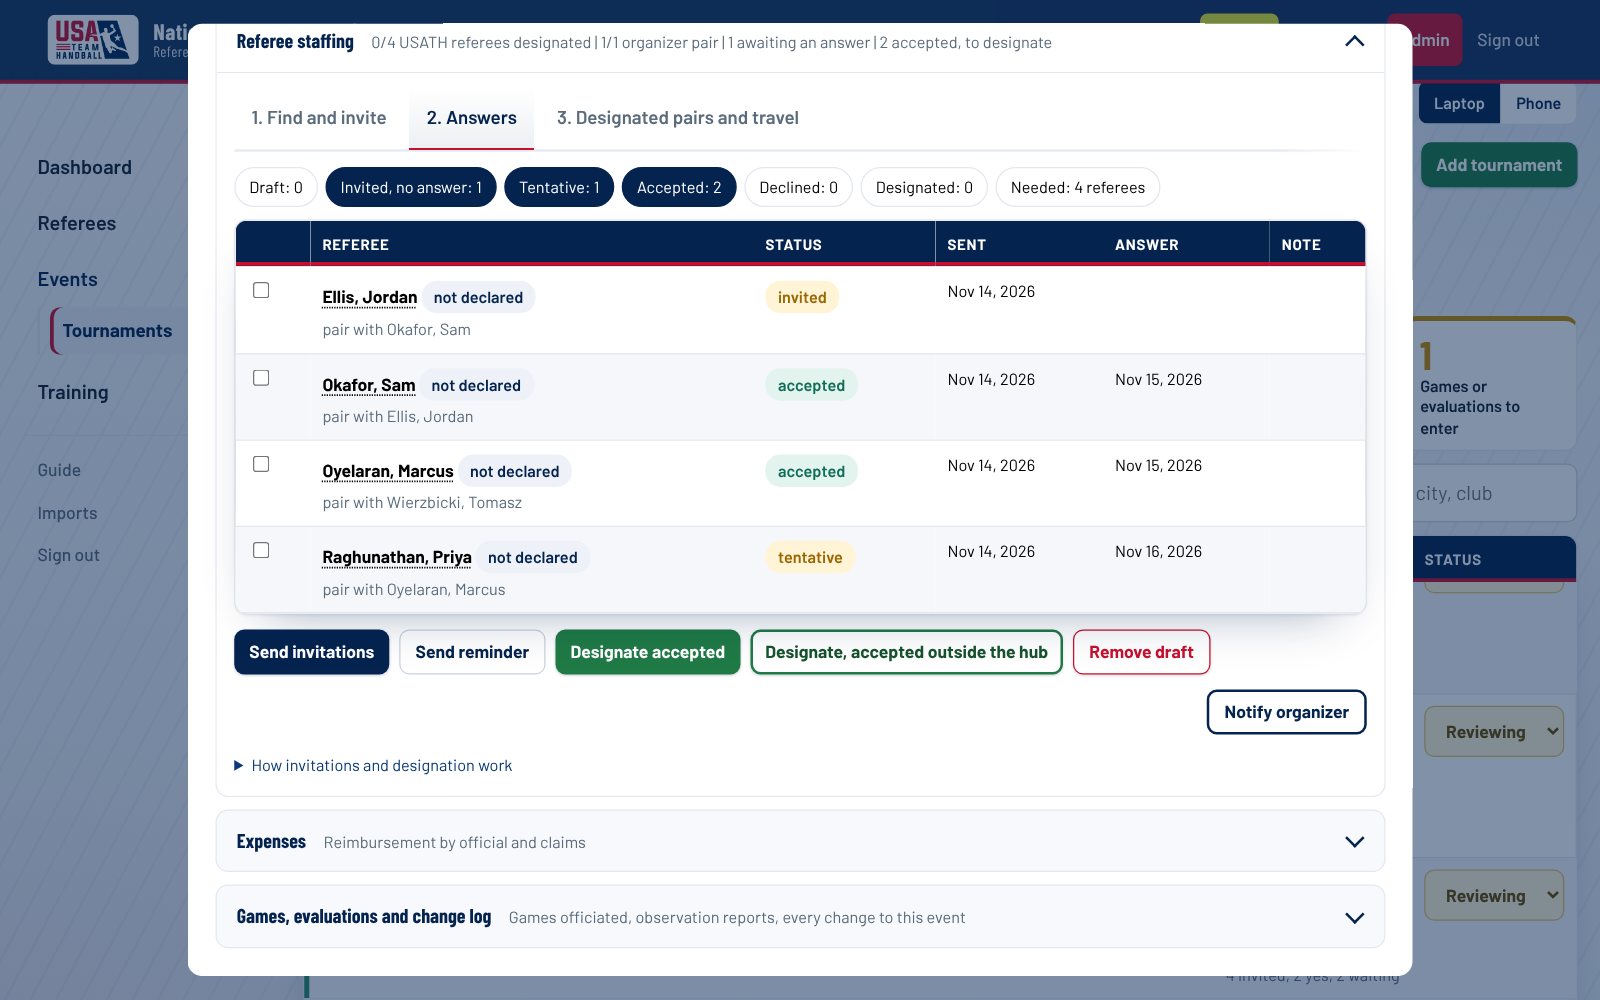 USA
TEAM
HANDBALL
Nati
Refere
dmin
Sign out
Laptop
Phone
Add tournament
Dashboard
Referees
Events
Tournaments
Training
Guide
Imports
Sign out
Referee staffing
0/4 USATH referees designated | 1/1 organizer pair | 1 awaiting an answer | 2 accepted, to designate
1. Find and invite
2. Answers
3. Designated pairs and travel
Draft: 0
Invited, no answer: 1
Tentative: 1
Accepted: 2
Declined: 0
Designated: 0
Needed: 4 referees
REFEREE STATUS SENT ANSWER NOTE
Ellis, Jordan not declared invited Nov 14, 2026
pair with Okafor, Sam
Okafor, Sam not declared accepted Nov 14, 2026 Nov 15, 2026
pair with Ellis, Jordan
Oyelaran, Marcus not declared accepted Nov 14, 2026 Nov 15, 2026
pair with Wierzbicki, Tomasz
Raghunathan, Priya not declared tentative Nov 14, 2026 Nov 16, 2026
pair with Oyelaran, Marcus
Send invitations
Send reminder
Designate accepted
Designate, accepted outside the hub
Remove draft
Notify organizer
How invitations and designation work
Expenses
Reimbursement by official and claims
Games, evaluations and change log
Games officiated, observation reports, every change to this event
1
Games or
evaluations to
enter
city, club
STATUS
Reviewing
Reviewing
4 invited, 2 yes, 2 waiting